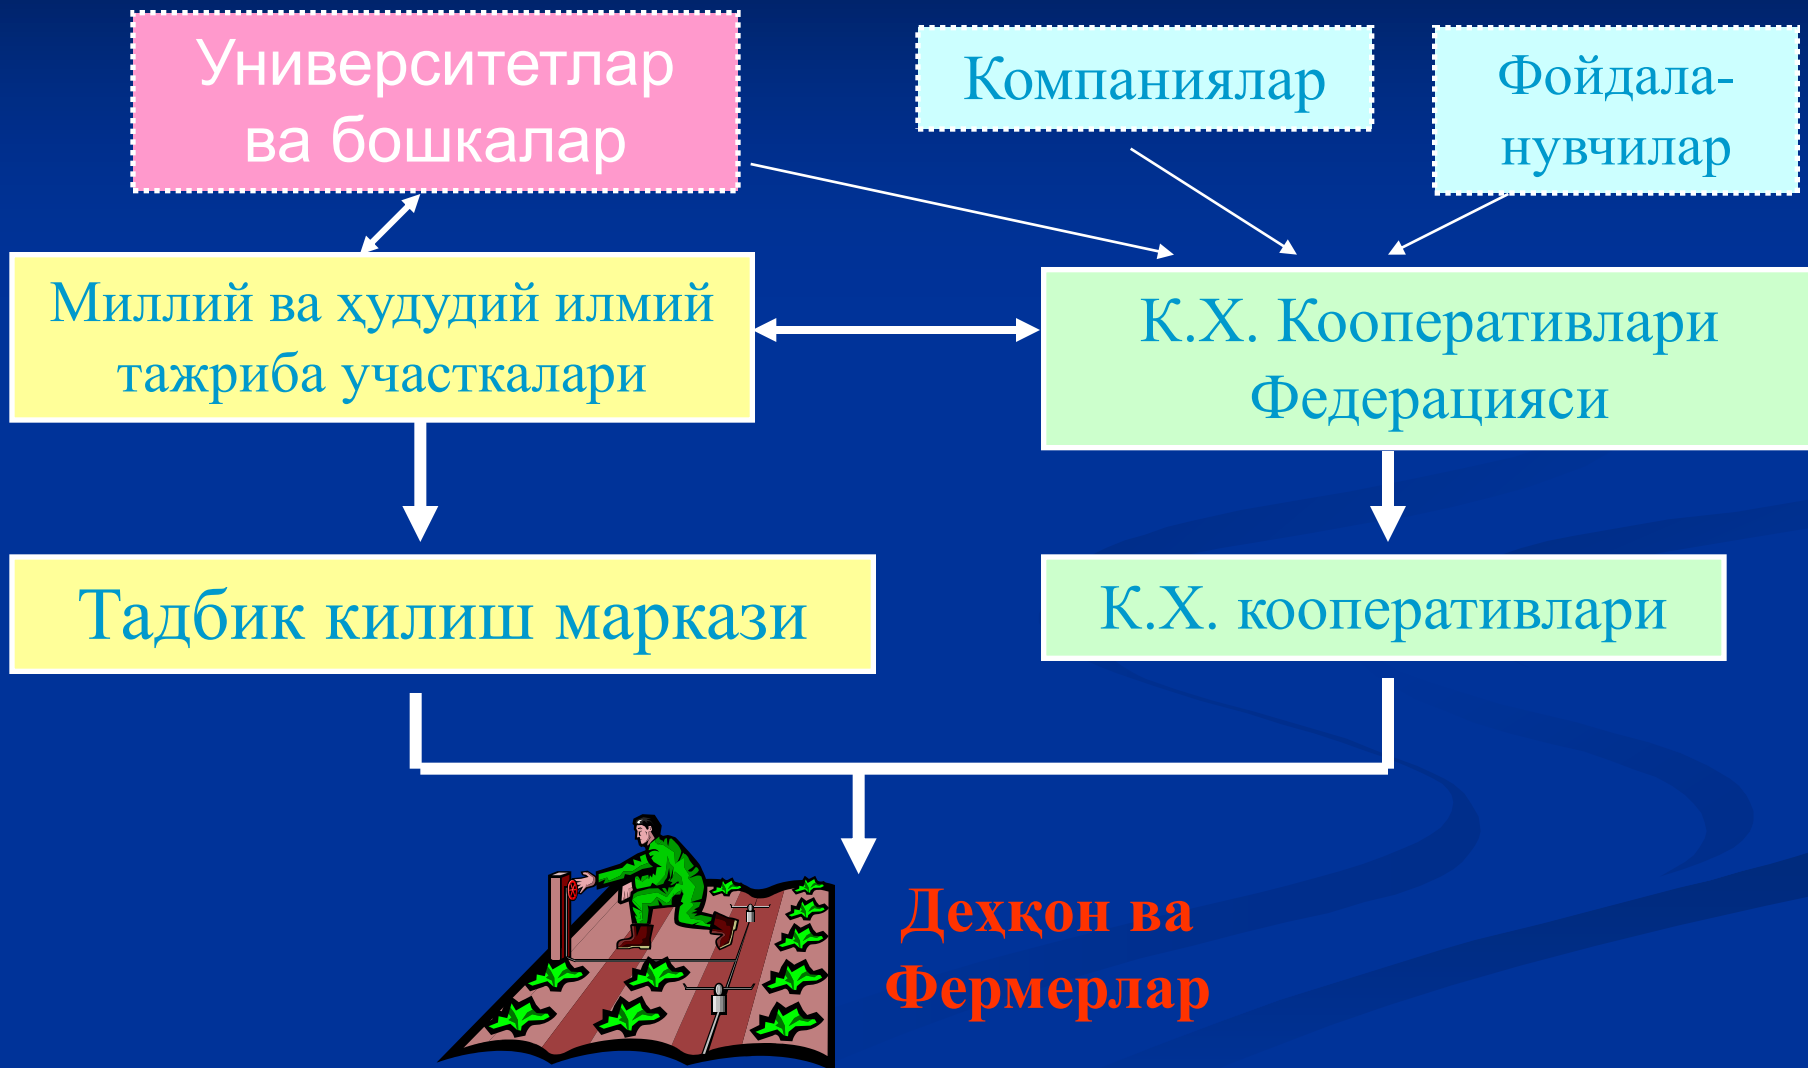 Университетлар
ва бошкалар
Компаниялар
Фойдала-
нувчилар
Миллий ва ҳудудий илмий
тажриба участкалари
К.Х. Кооперативлари
Федерацияси
Тадбик килиш маркази
К.Х. кооперативлари
Деҳқон ва
Фермерлар